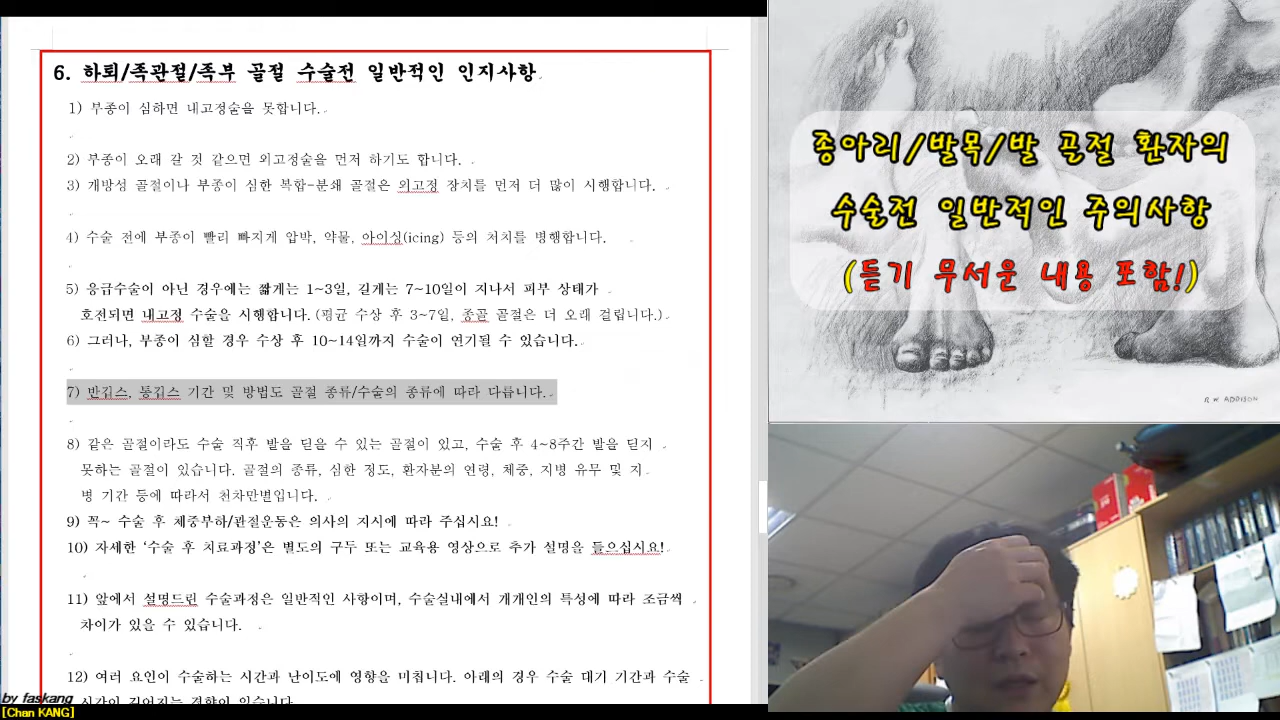 6. 하퇴/족관절/족부 골절 수술전 일반적인 인지사항
1) 부종이 심하면 내고정술을 못합니다.
2) 부종이 오래 갈 것 같으면 외고정술을 먼저 하기도 합니다.
3) 개방성 골절이나 부종이 심한 복합-분쇄 골절은 외고정 장치를 먼저 더 많이 시행합니다.
4) 수술 전에 부종이 빨리 빠지게 압박, 약물, 아이싱(icing) 등의 처치를 병행합니다.
5) 응급수술이 아닌 경우에는 짧게는 1~3일, 길게는 7~10일이 지나서 피부 상태가
호전되면 내고정 수술을 시행합니다. (평균 수상 후 3~7일, 종골 골절은 더 오래 걸립니다.)
6) 그러나, 부종이 심할 경우 수상 후 10~14일까지 수술이 연기될 수 있습니다.
7) 반깁스, 통깁스 기간 및 방법도 골절 종류/수술의 종류에 따라 다릅니다.
8) 같은 골절이라도 수술 직후 발을 딛을 수 있는 골절이 있고, 수술 후 4~8주간 발을 딛지
못하는 골절이 있습니다. 골절의 종류, 심한 정도, 환자분의 연령, 체중, 지병 유무 및 지
병 기간 등에 따라서 천차만별입니다.
9) 꼭~ 수술 후 체중부하/관절운동은 의사의 지시에 따라 주십시요!
10) 자세한 '수술 후 치료과정'은 별도의 구두 또는 교육용 영상으로 추가 설명을 들으십시요!
11) 앞에서 설명드린 수술과정은 일반적인 사항이며, 수술실내에서 개개인의 특성에 따라 조금씩
차이가 있을 수 있습니다.
12) 여러 요인이 수술하는 시간과 난이도에 영향을 미칩니다. 아래의 경우 수술 대기 기간과 수술
시간이 길어지는 경향이 있습니다.
by faskang
[Chan KANG]
종아리/발목/발 골절 환자의
수술전 일반적인 주의사항
(듣기 무서운 내용 포함!)
R W ADDISON